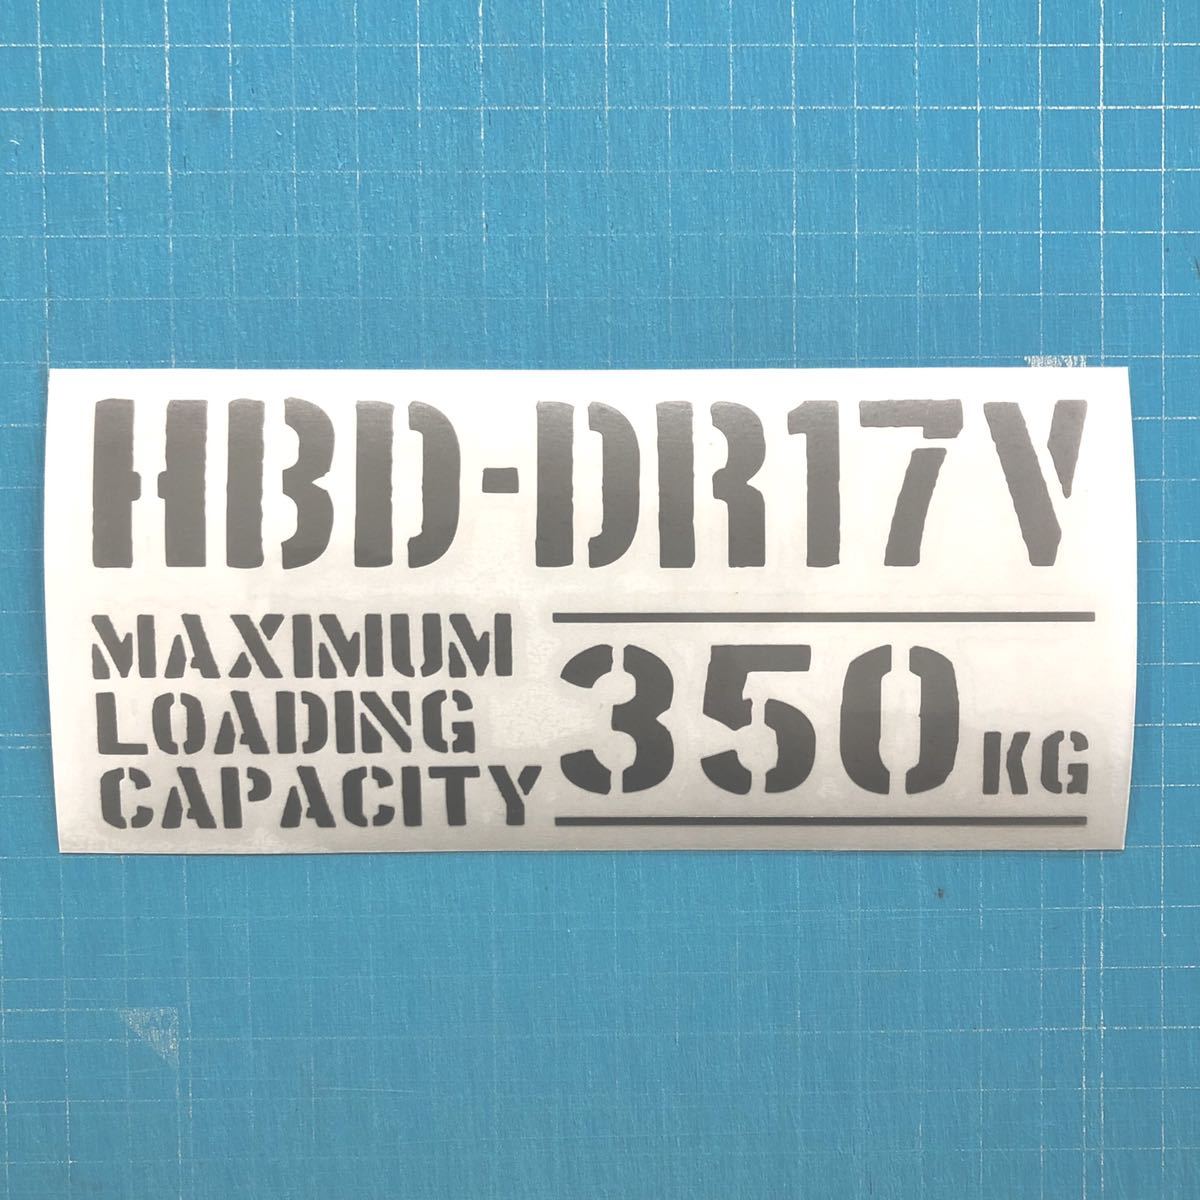 HBD-DR17V
MAXIMUM
LOADING
CAPACITY
350 KG